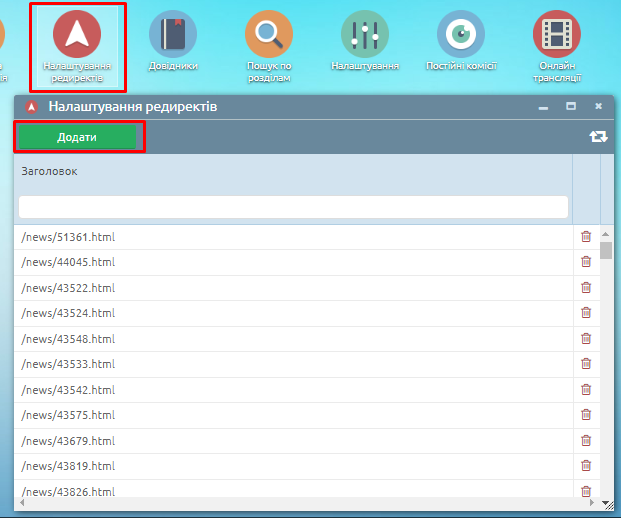 Налаштування
редиректів
Довідники
Пошук по
розділам
Налаштування
Постійні комісії
Онлайн
трансляції
Налаштування редиректів
Додати
Заголовок
/news/51361.html
/news/44045.html
/news/43522.html
/news/43524.html
/news/43548.html
/news/43533.html
/news/43542.html
/news/43575.html
/news/43679.html
/news/43819.html
/news/43826.html